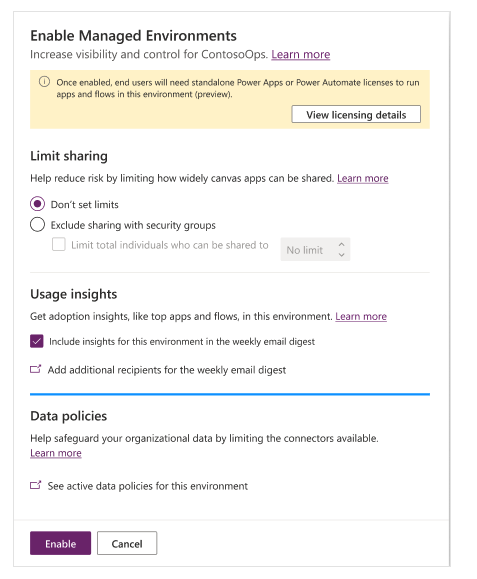 Enable Managed Environments
Increase visibility and control for ContosoOps. Learn more
Once enabled, end users will need standalone Power Apps or Power Automate licenses to run
apps and flows in this environment (preview).
View licensing details
Limit sharing
Help reduce risk by limiting how widely canvas apps can be shared. Learn more
Don't set limits
Exclude sharing with security groups
Limit total individuals who can be shared to
No limit
Usage insights
Get adoption insights, like top apps and flows, in this environment. Learn more
Include insights for this environment in the weekly email digest
Add additional recipients for the weekly email digest
Data policies
Help safeguard your organizational data by limiting the connectors available.
Learn more
See active data policies for this environment
Enable
Cancel